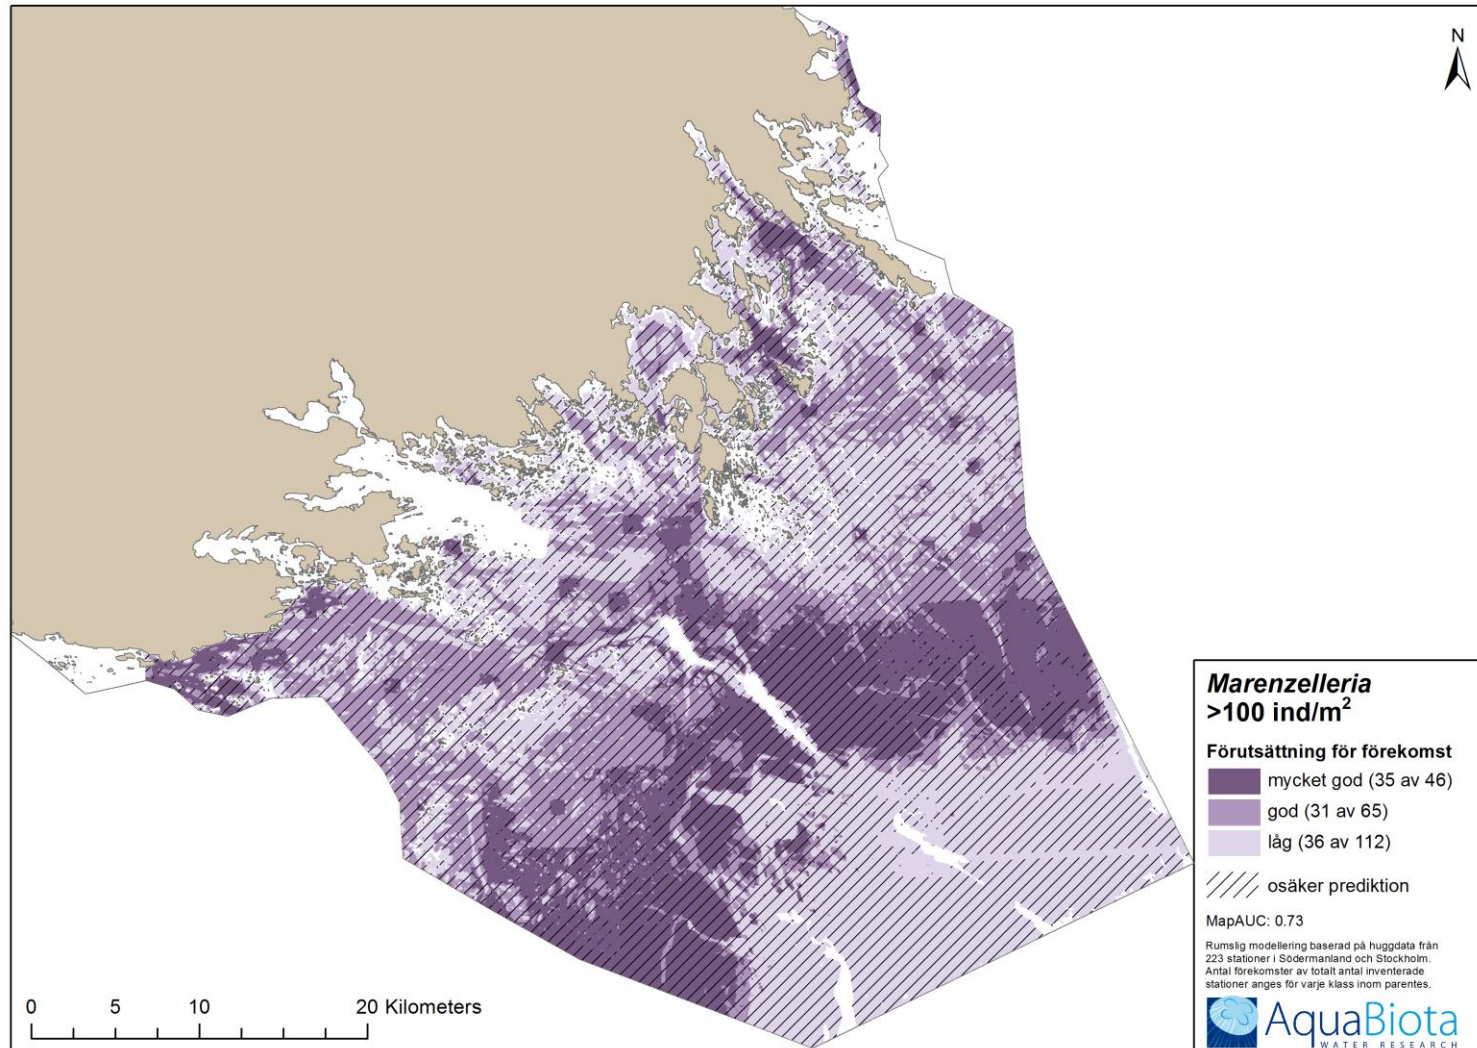 N
Marenzelleria
>100 ind/m²
Förutsättning för förekomst
mycket god (35 av 46)
god (31 av 65)
låg (36 av 112)
osäker prediktion
MapAUC: 0.73
Rumslig modellering baserad på huggdata från
223 stationer i Södermanland och Stockholm.
Antal förekomster av totalt antal inventerade
stationer anges för varje klass inom parentes.
AquaBiota
WATER RESEARCH
0 5 10 20 Kilometers